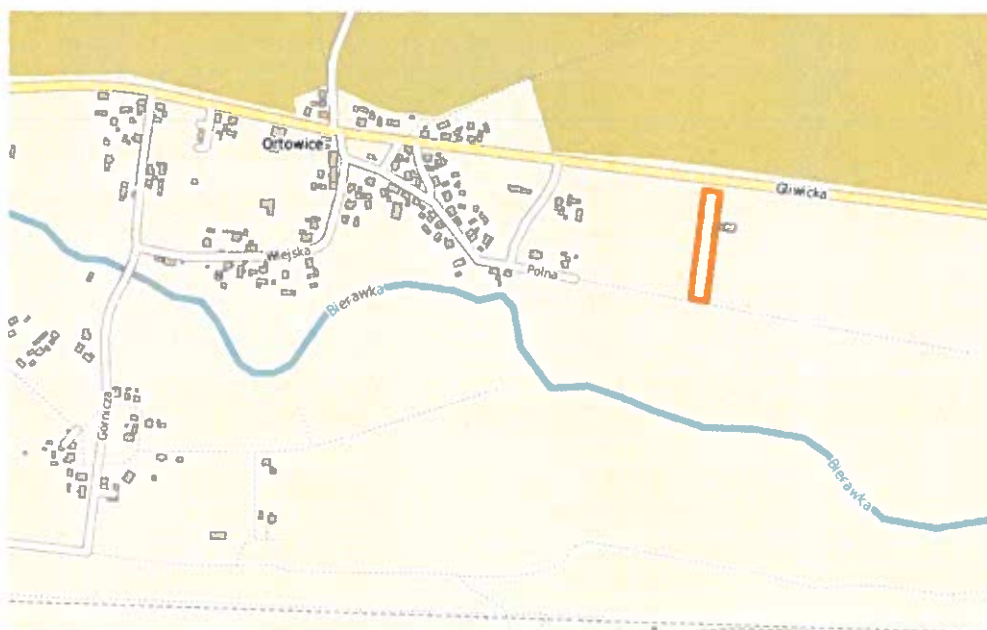 Ortowice
Gliwicka
Wiejska
Polna
Bierawka
Górnicza
Bierawka